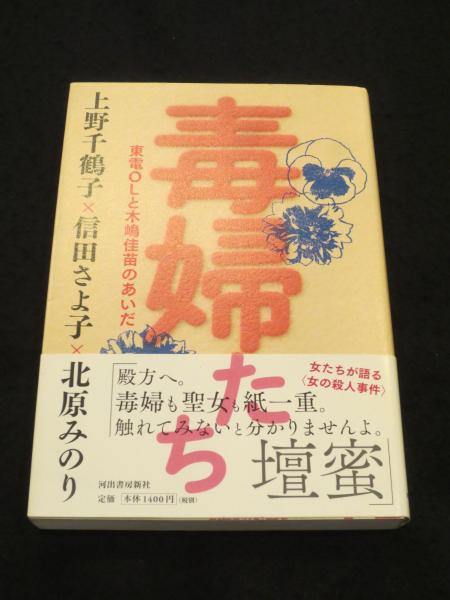 毒婦たち
東電OLと木嶋佳苗のあいだ
上野千鶴子×信田さよ子×北原みのり
女たちが語る
〈女の殺人事件〉
「殿方へ。
毒婦も聖女も紙一重。
触れてみないと分かりませんよ。」
壇蜜
河出書房新社
定価 本体1400円(税別)